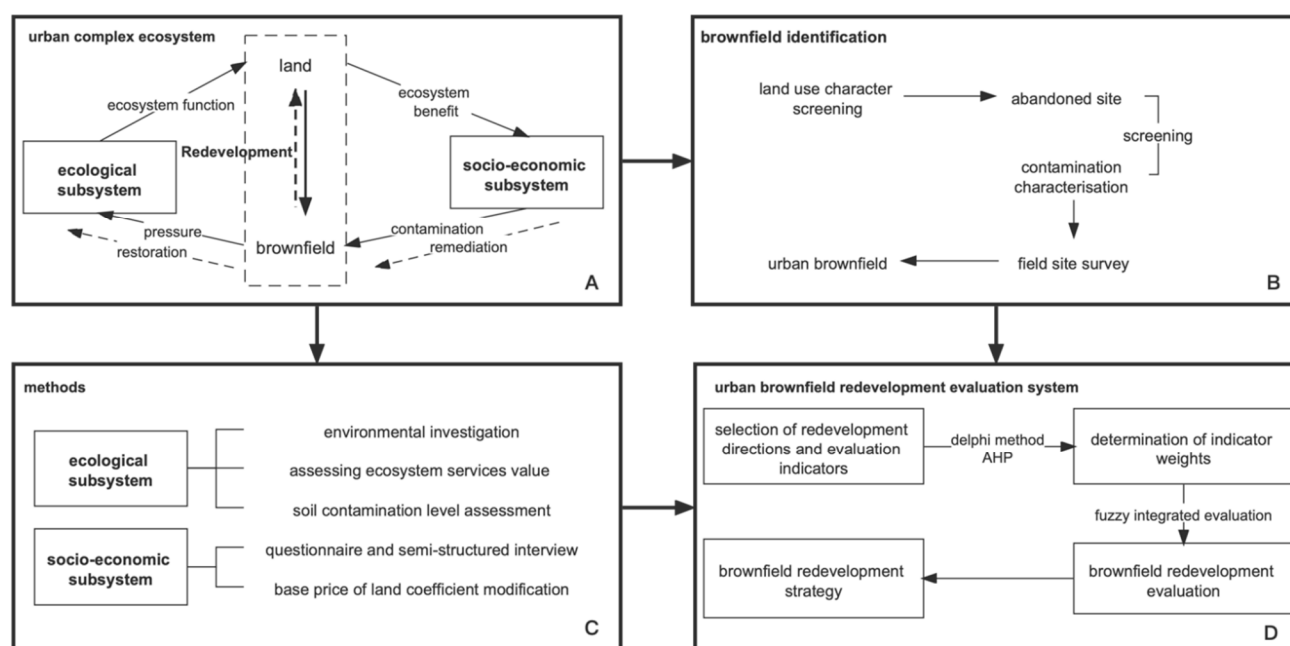 urban complex ecosystem
land
ecosystem function
ecosystem
benefit
Redevelopment
ecological
subsystem
socio-economic
subsystem
pressure
restoration
brownfield
contamination
remediation
A
brownfield identification
land use character
screening
abandoned site
screening
contamination
characterisation
urban brownfield
field site survey
B
methods
ecological
subsystem
environmental investigation
assessing ecosystem services value
soil contamination level assessment
socio-economic
subsystem
questionnaire and semi-structured interview
base price of land coefficient modification
C
urban brownfield redevelopment evaluation system
selection of redevelopment
directions and evaluation
indicators
delphi method
AHP
determination of indicator
weights
fuzzy integrated evaluation
brownfield redevelopment
strategy
brownfield redevelopment
evaluation
D